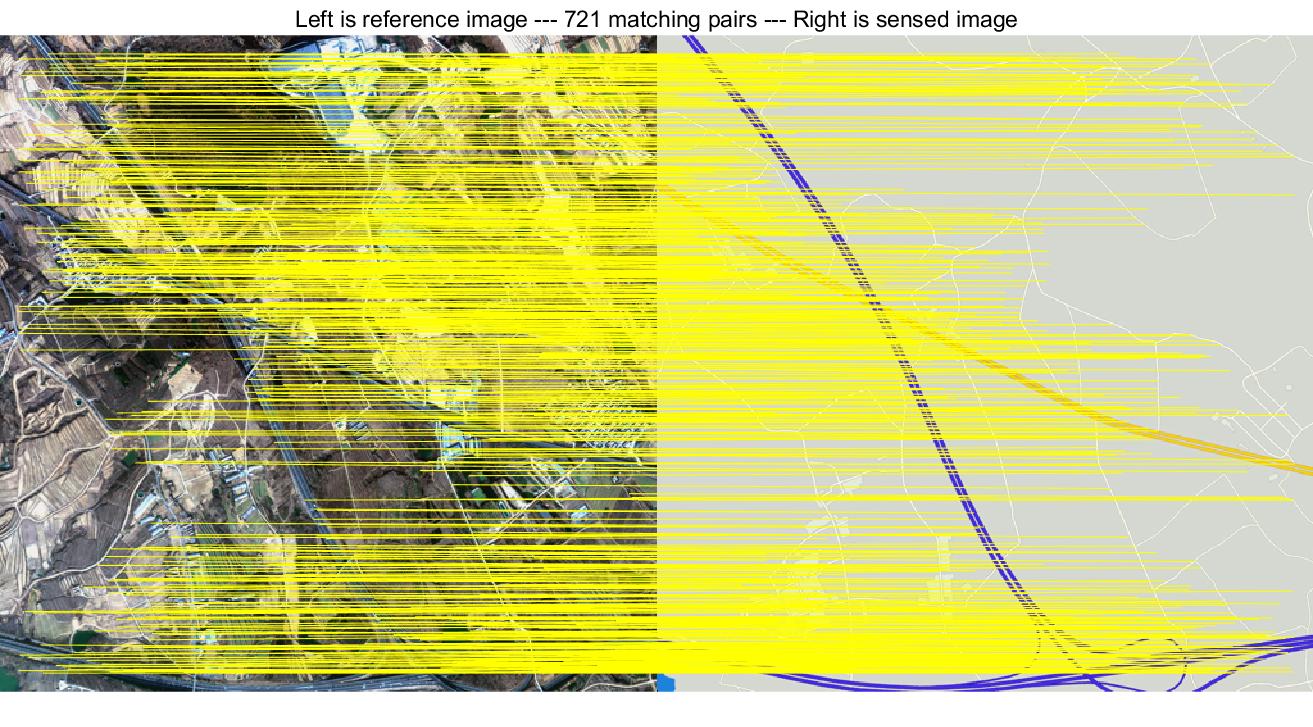 Left is reference image --- 721 matching pairs --- Right is sensed image